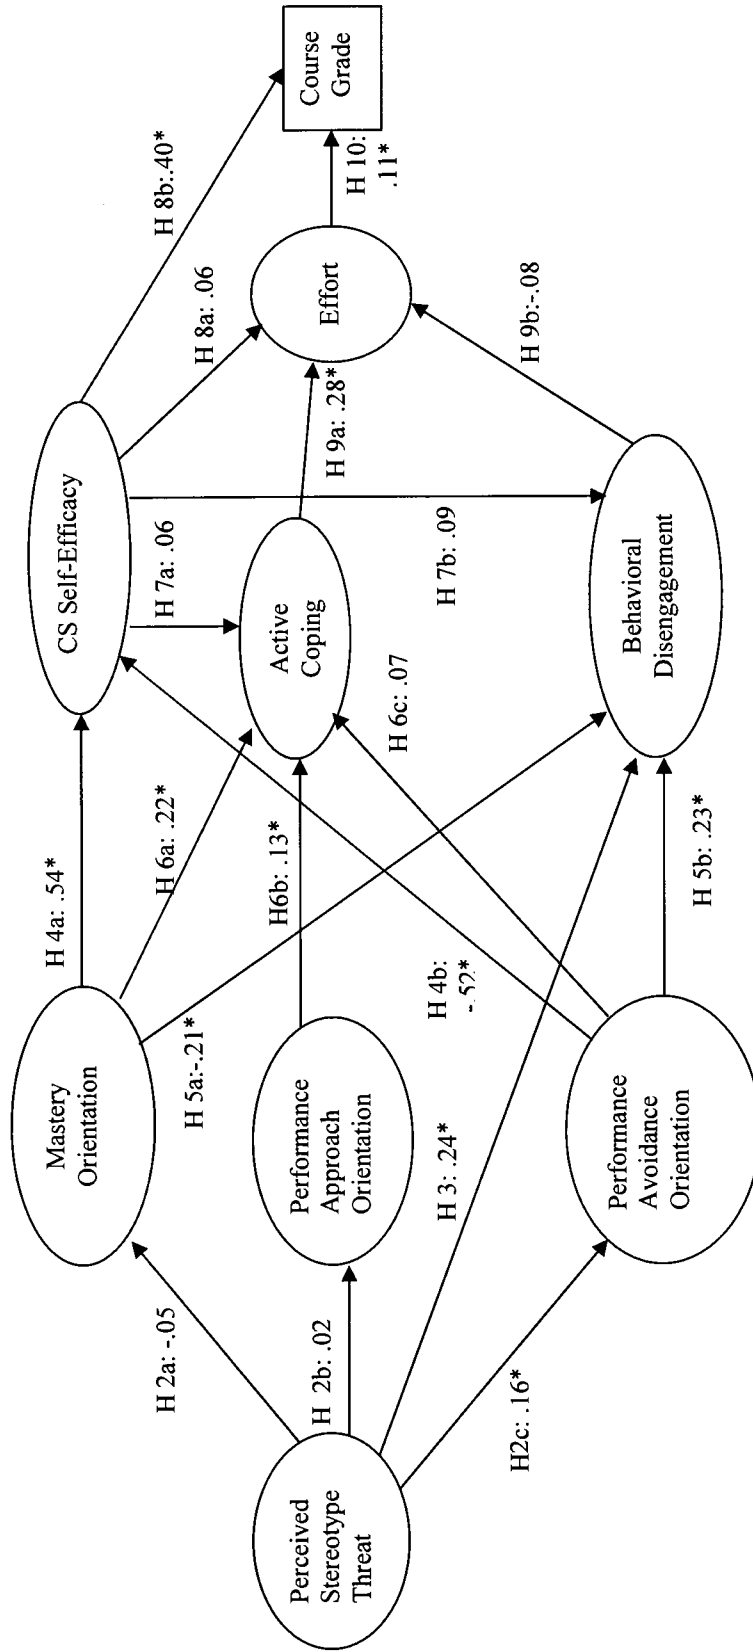 Perceived
Stereotype
Threat
H 2a: -.05
H 2b: .02
H 3: .24*
H2c: .16*
Mastery
Orientation
Performance
Approach
Orientation
Performance
Avoidance
Orientation
H 4a: .54*
H 6a: .22*
H 5a:-.21*
H6b: .13*
H 4b:
-.52*
H 6c: .07
H 5b: .23*
CS Self-Efficacy
H 7a: .06
Active
Coping
H 7b: .09
Behavioral
Disengagement
H 8b:.40*
H 8a: .06
H 9a: .28*
H 9b:-.08
Effort
H 10:
.11*
Course
Grade